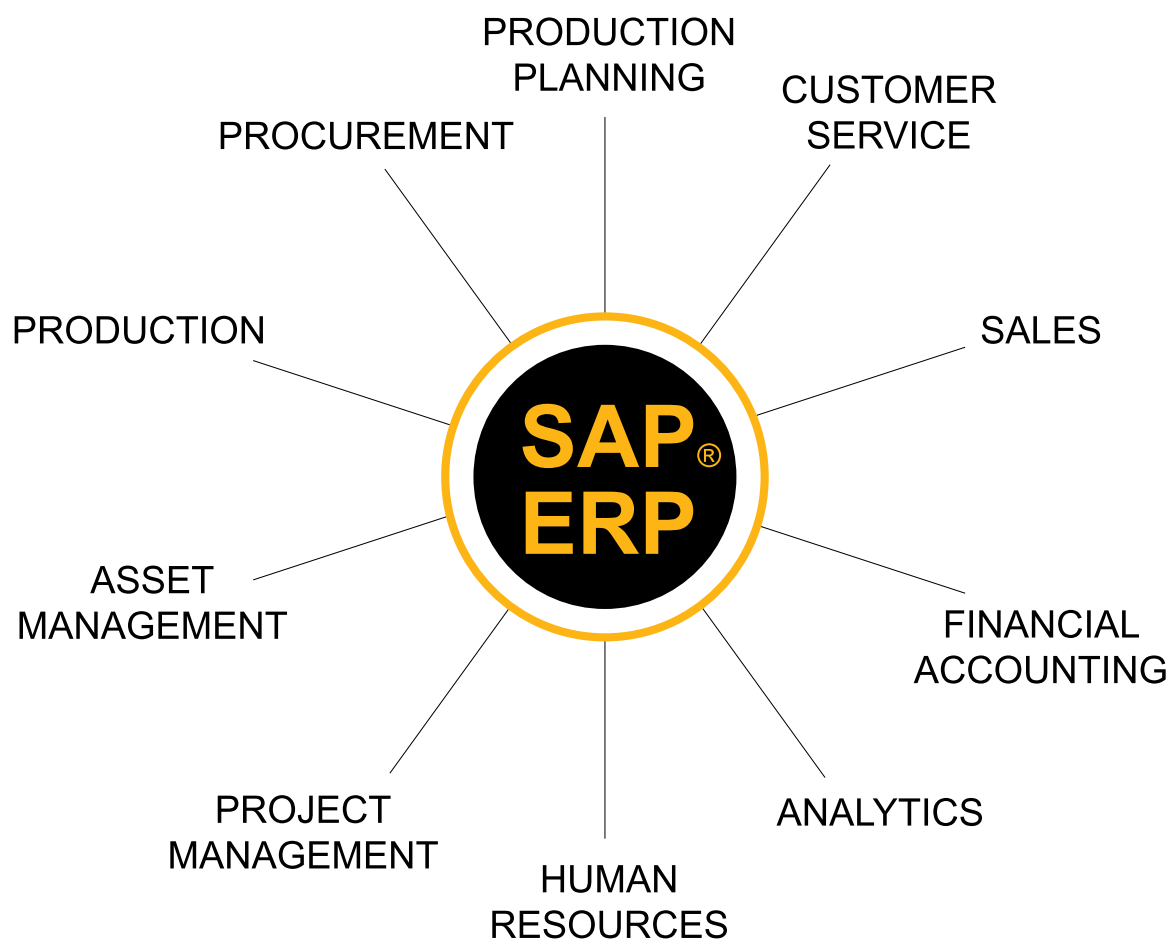 PRODUCTION
PLANNING
CUSTOMER
SERVICE
PROCUREMENT
PRODUCTION
SALES
SAP®
ERP
ASSET
MANAGEMENT
FINANCIAL
ACCOUNTING
PROJECT
MANAGEMENT
ANALYTICS
HUMAN
RESOURCES